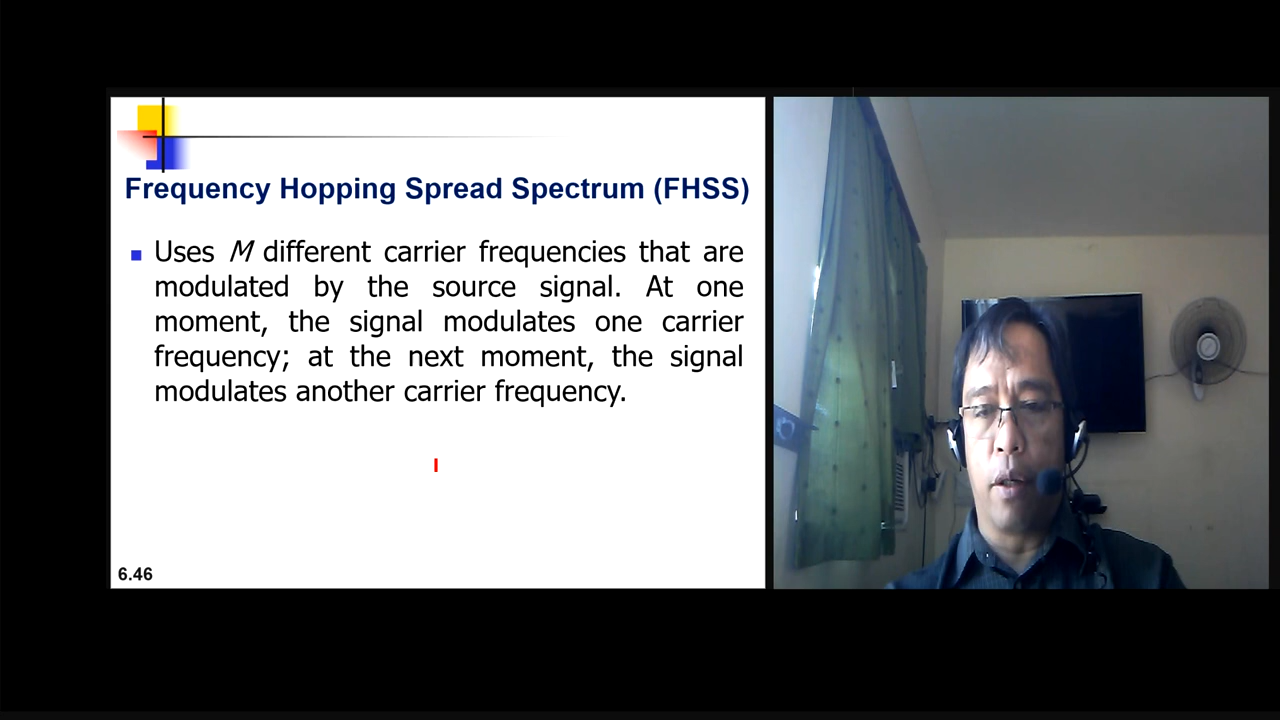 Frequency Hopping Spread Spectrum (FHSS)
Uses M different carrier frequencies that are
modulated by the source signal. At one
moment, the signal modulates one carrier
frequency; at the next moment, the signal
modulates another carrier frequency.
6.46